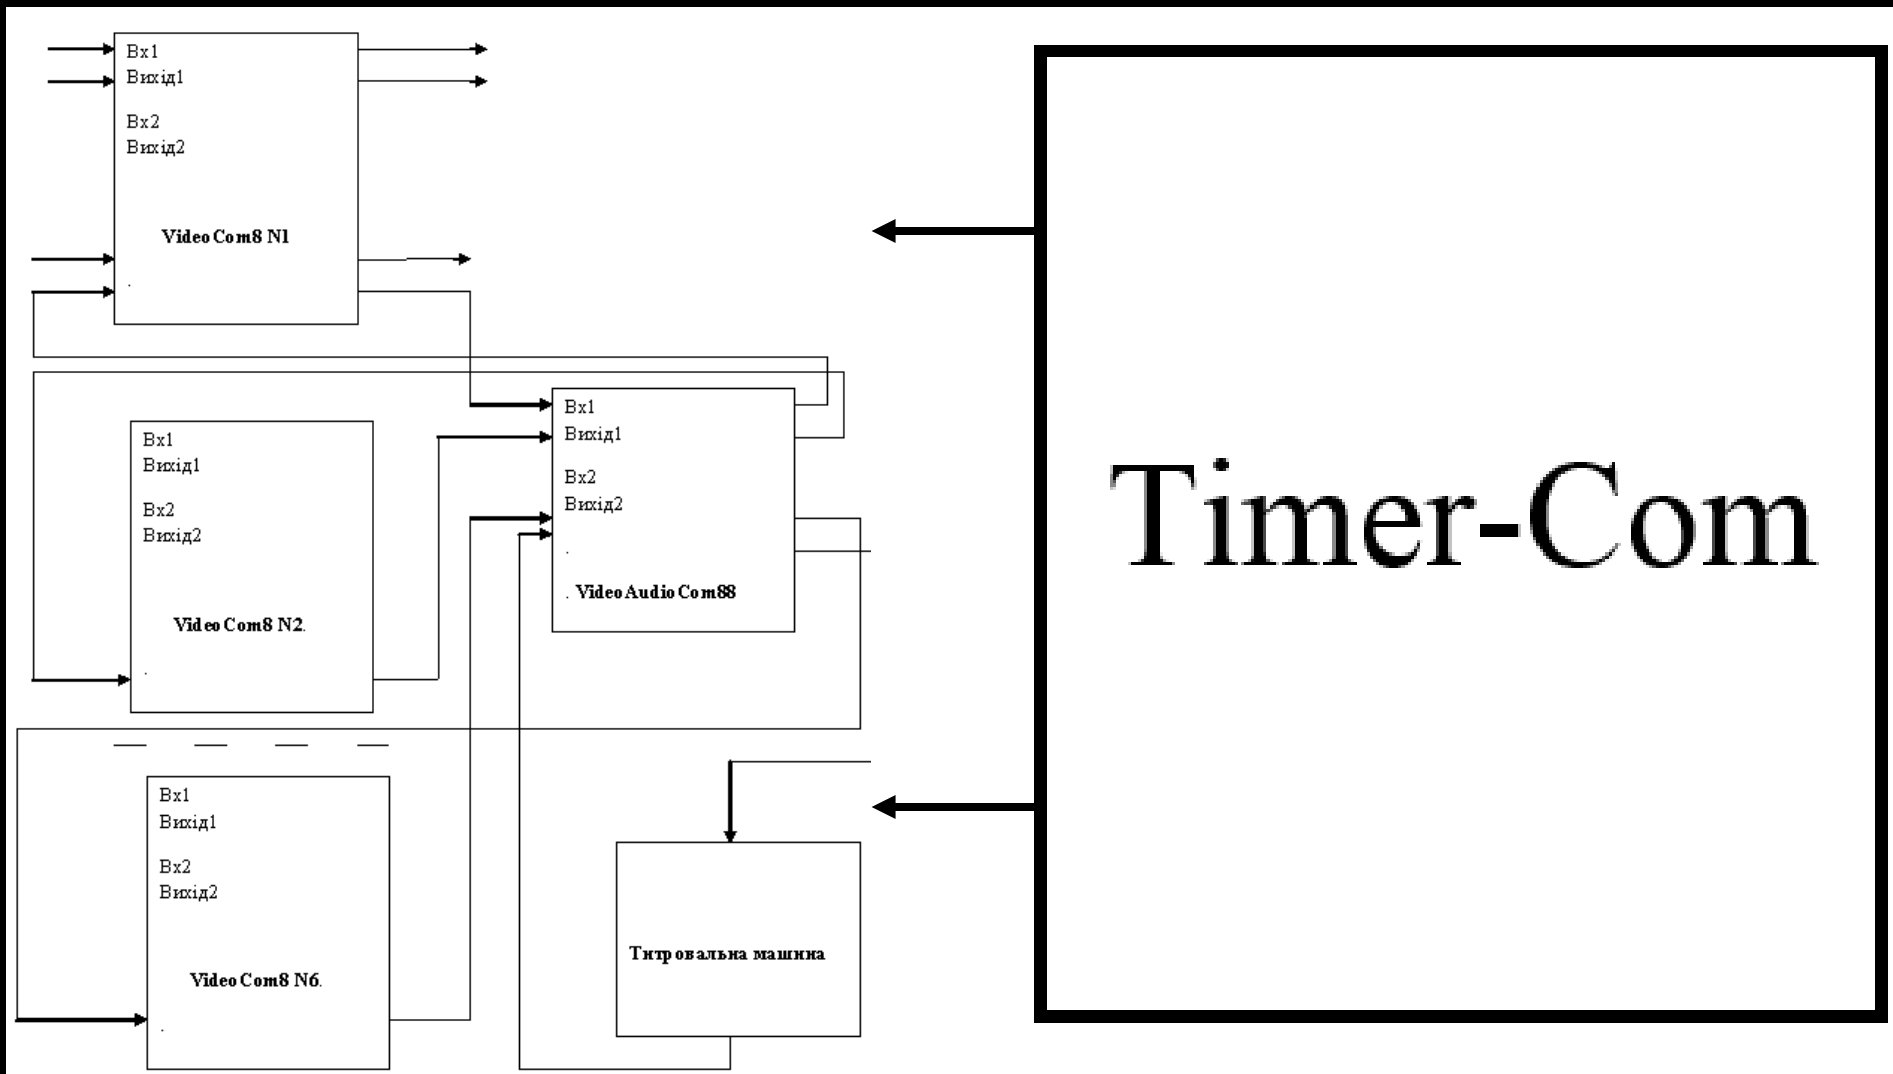 Вх1
Вихід1
Вх2
Вихід2
VideoCom8 N1
.
Вх1
Вихід1
Вх2
Вихід2
.
. VideoAudioCom88
Вх1
Вихід1
Вх2
Вихід2
VideoCom8 N2.
.
Вх1
Вихід1
Вх2
Вихід2
VideoCom8 N6.
.
Титровальна машина
Timer-Com